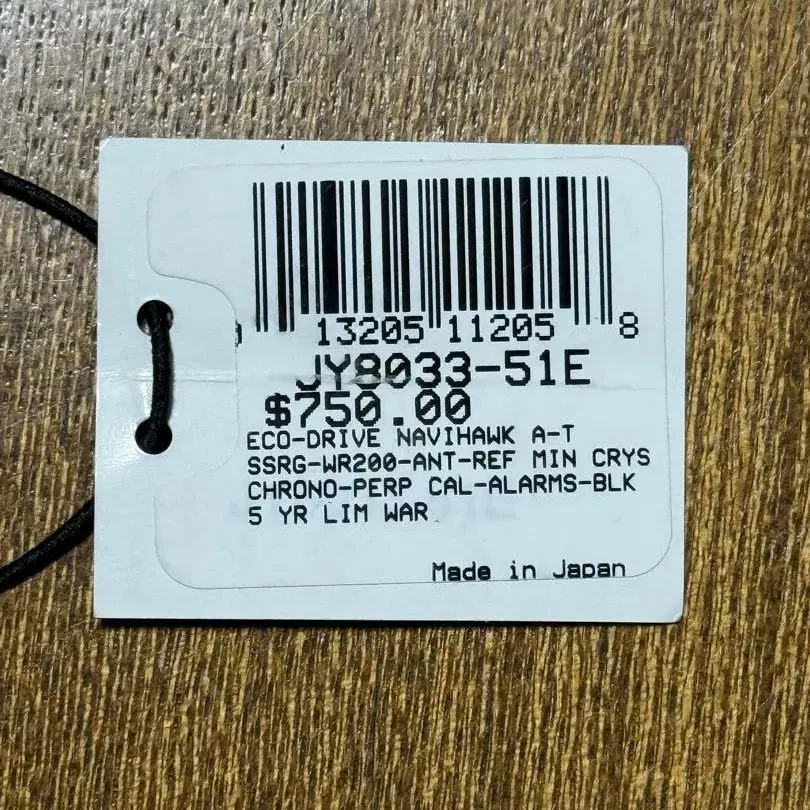 13205 11205 8
JY8033-51E
$750.00
ECO-DRIVE NAVIHAWK A-T
SSRG-WR200-ANT-REF MIN CRYS
CHRONO-PERP CAL-ALARMS-BLK
5 YR LIM WAR
Made in Japan